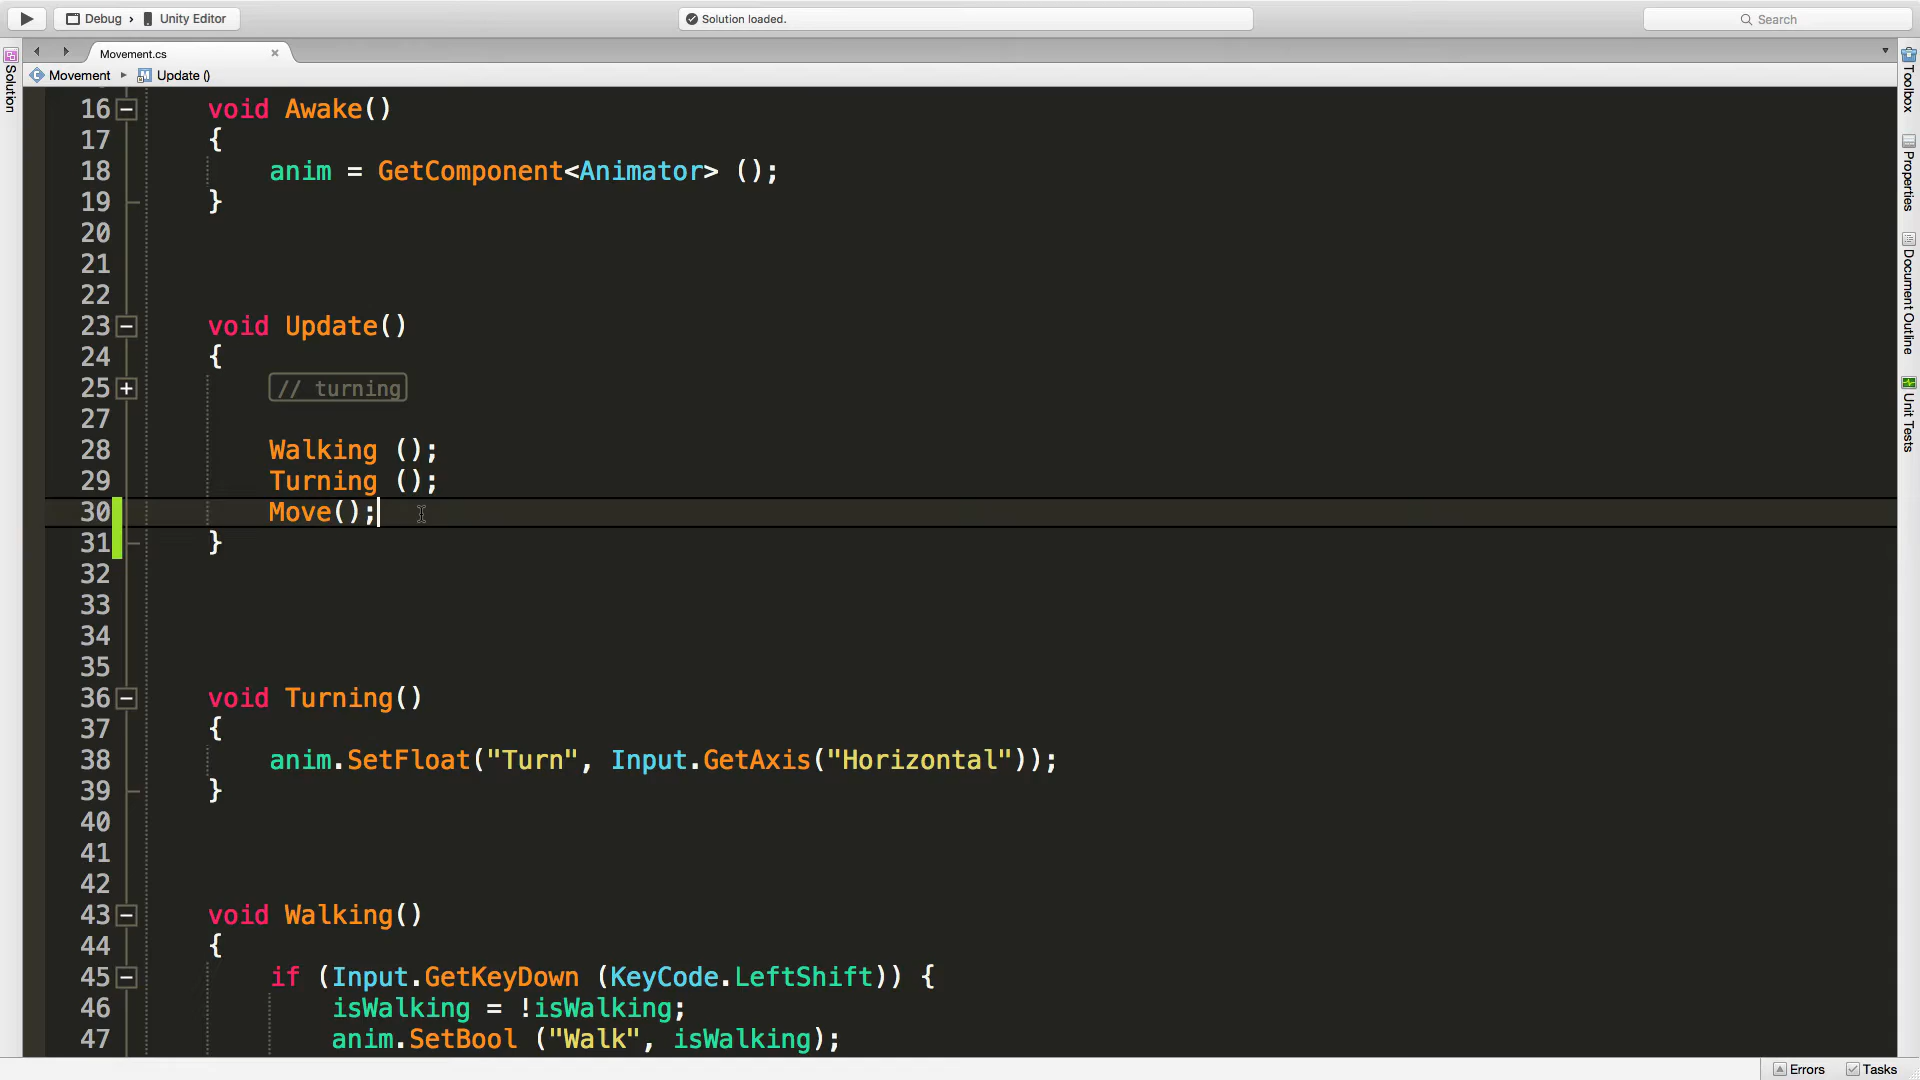 Debug › Unity Editor
Solution loaded.
Search
Movement.cs
Movement ▸ Update ()
Solution
Toolbox
Properties
Document Outline
Unit Tests
16 void Awake()
17 {
18 anim = GetComponent<Animator> ();
19 }
20
21
22
23 void Update()
24 {
25 // turning
27
28 Walking ();
29 Turning ();
30 Move();
31 }
32
33
34
35
36 void Turning()
37 {
38 anim.SetFloat("Turn", Input.GetAxis("Horizontal"));
39 }
40
41
42
43 void Walking()
44 {
45 if (Input.GetKeyDown (KeyCode.LeftShift)) {
46 isWalking = !isWalking;
47 anim.SetBool ("Walk", isWalking);
Errors Tasks